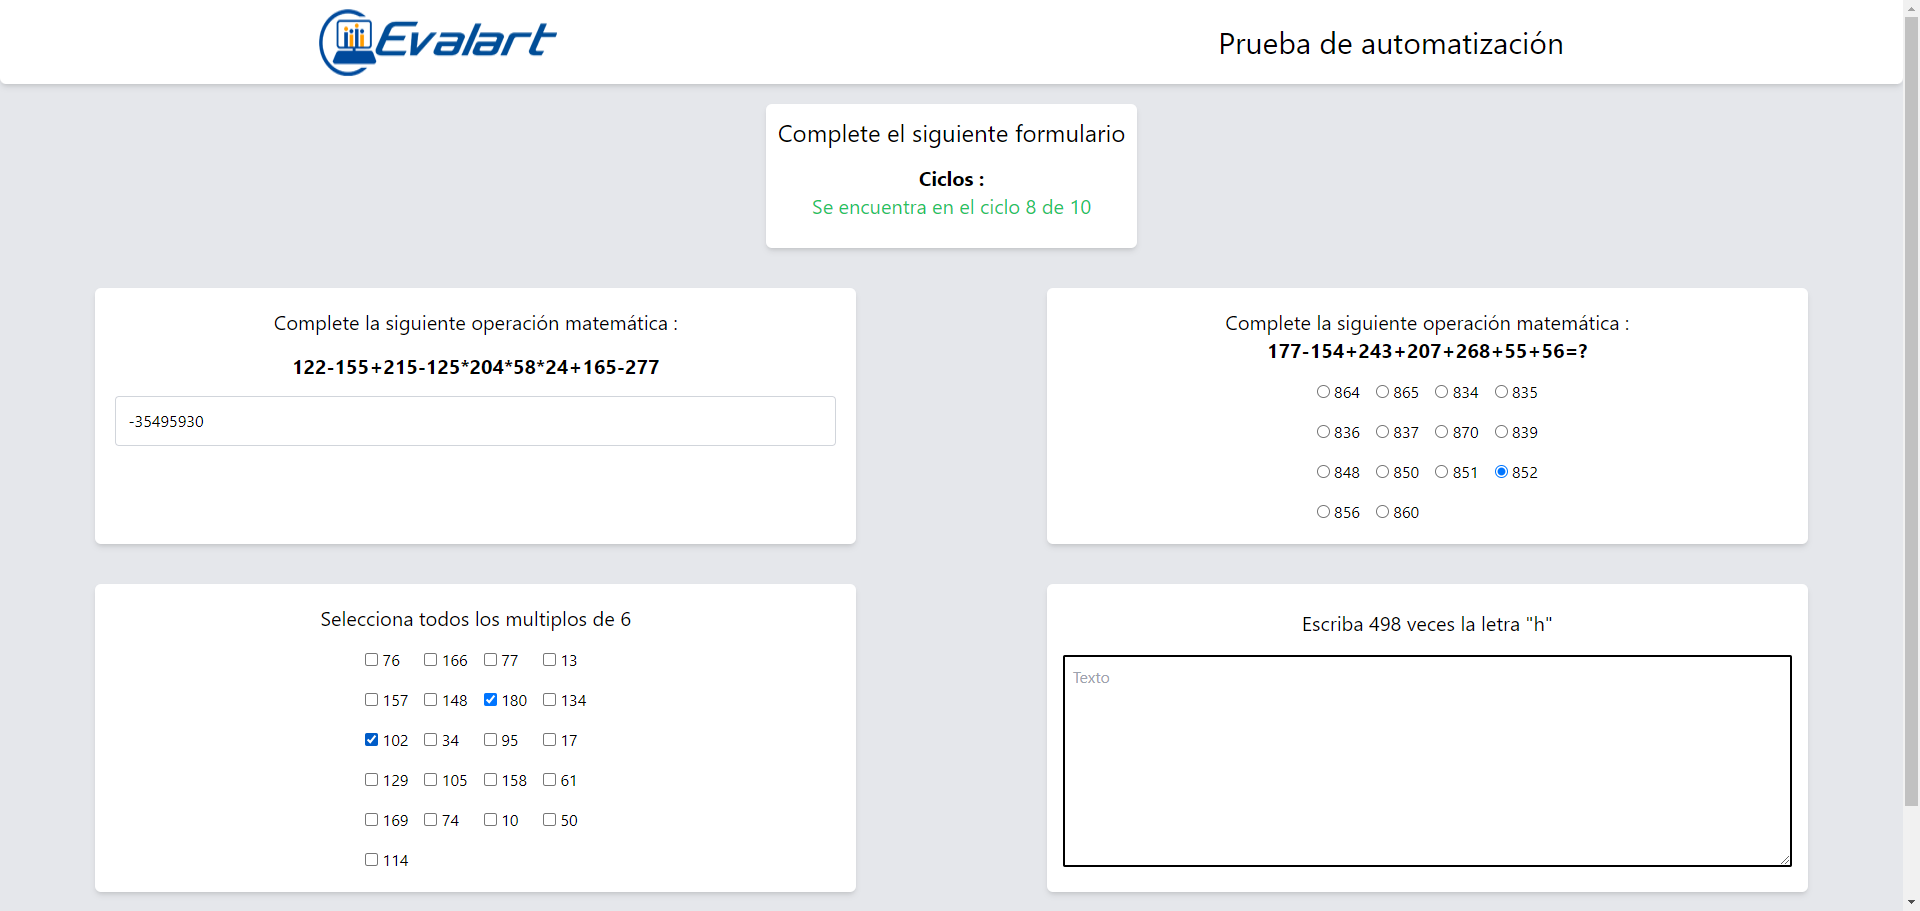 Evalart
Prueba de automatización
Complete el siguiente formulario
Ciclos :
Se encuentra en el ciclo 8 de 10
Complete la siguiente operación matemática :
122-155+215-125*204*58*24+165-277
-35495930
Complete la siguiente operación matemática :
177-154+243+207+268+55+56=?
864 865 834 835
836 837 870 839
848 850 851 852
856 860
Selecciona todos los multiplos de 6
76 166 77 13
157 148 180 134
102 34 95 17
129 105 158 61
169 74 10 50
114
Escriba 498 veces la letra "h"
Texto